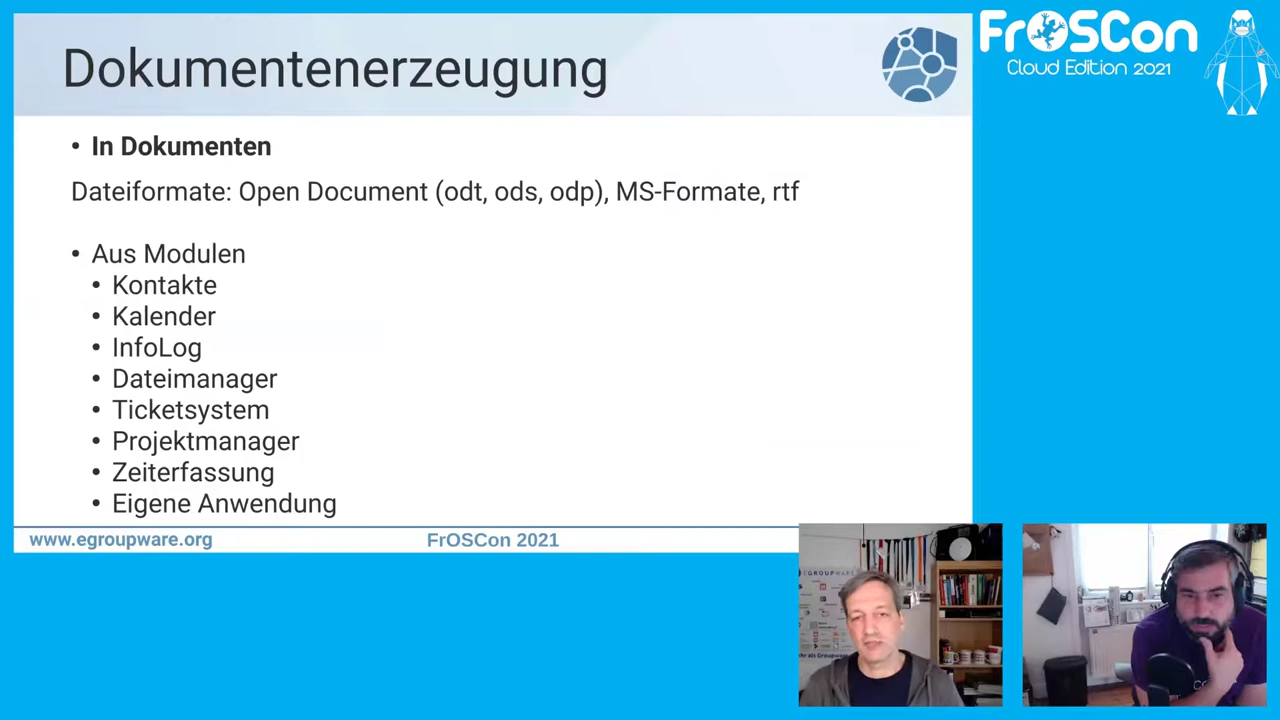 Dokumentenerzeugung
FrOSCon
Cloud Edition 2021
• In Dokumenten
Dateiformate: Open Document (odt, ods, odp), MS-Formate, rtf
• Aus Modulen
• Kontakte
• Kalender
• InfoLog
• Dateimanager
• Ticketsystem
• Projektmanager
• Zeiterfassung
• Eigene Anwendung
www.egroupware.org
FrOSCon 2021
EGROUPWARE